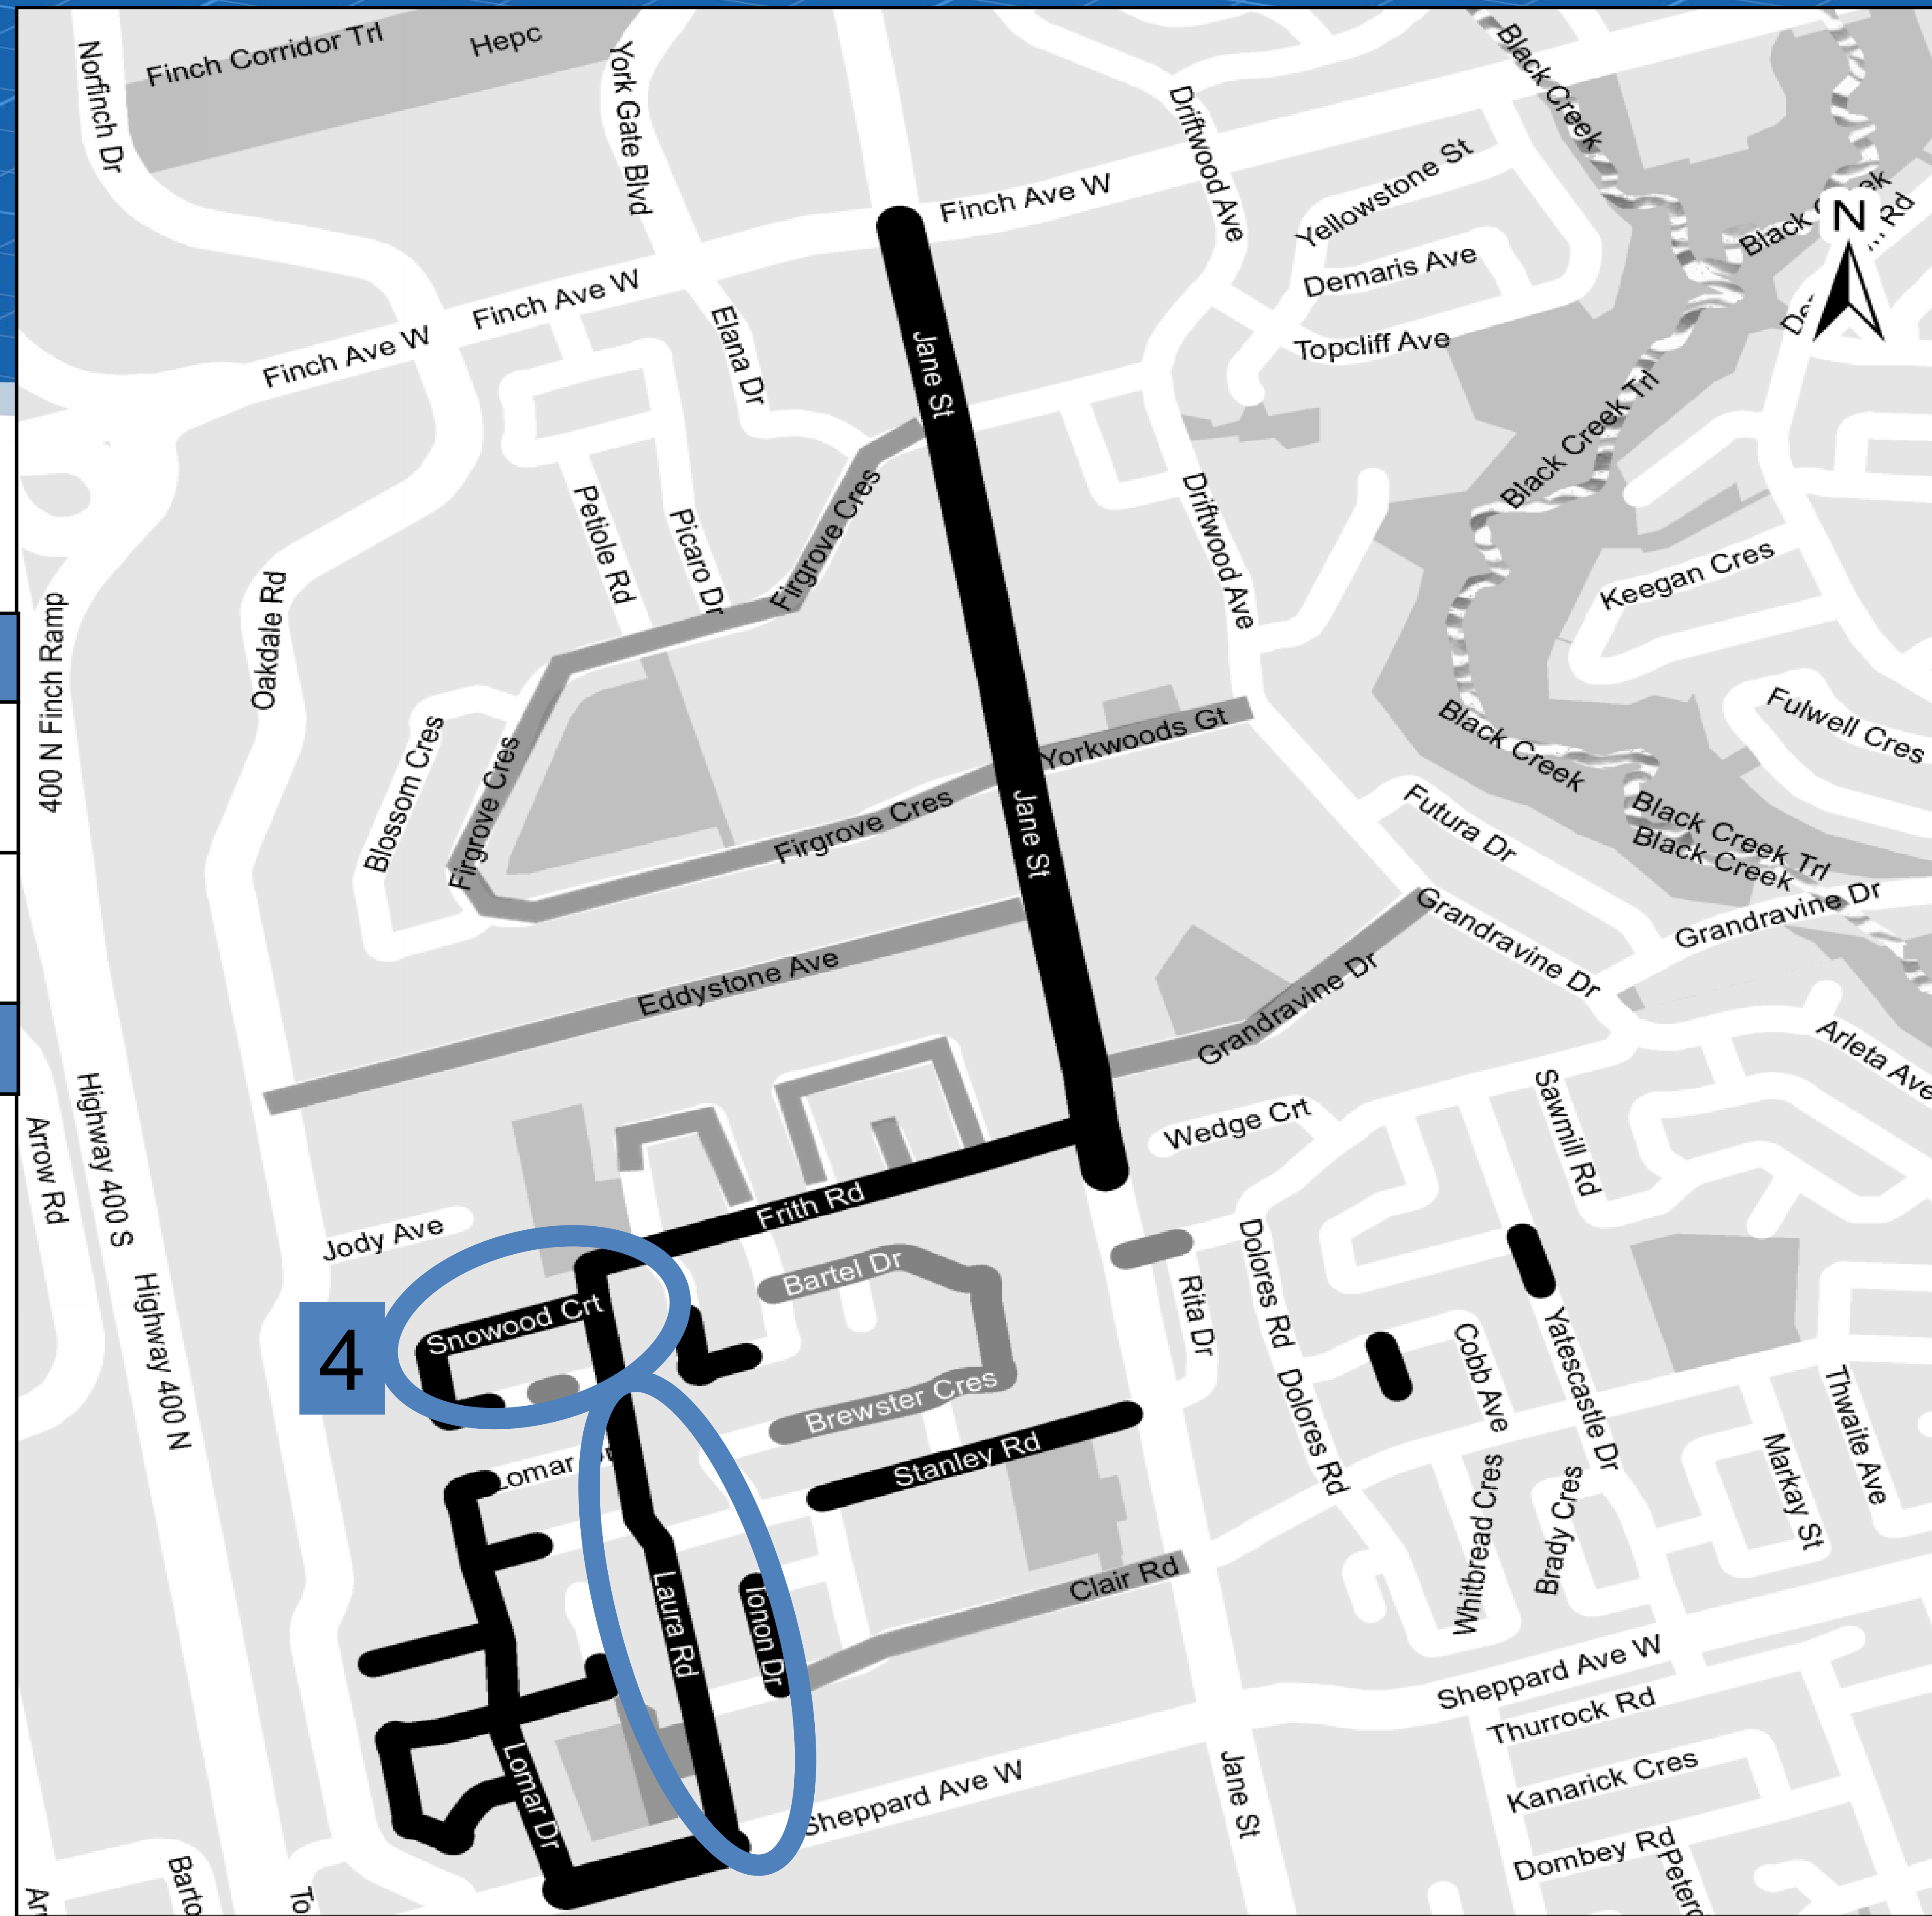 Finch Corridor Trl
Hepc
Norfinch Dr
York Gate Blvd
Black Creek
Driftwood Ave
Yellowstone St
Finch Ave W
Black
N
Rd
Demaris Ave
Finch Ave W
Finch Ave W
Elana Dr
Jane St
Topcliff Ave
Black Creek Trl
Firgrove Cres
Petiole Rd
Picaro Dr
Driftwood Ave
Keegan Cres
400 N Finch Ramp
Oakdale Rd
Blossom Cres
Firgrove Cres
Yorkwoods Gt
Black Creek
Fulwell Cres
Firgrove Cres
Jane St
Futura Dr
Black Creek Trl
Black Creek
Grandravine Dr
Grandravine Dr
Eddystone Ave
Grandravine Dr
Arleta Ave
Highway 400 S
Arrow Rd
Wedge Crt
Sawmill Rd
Frith Rd
Jody Ave
Bartel Dr
Dolores Rd
Rita Dr
Snowood Crt
4
Highway 400 N
Cobb Ave
Yatescastle Dr
Brewster Cres
Dolores Rd
Thwaite Ave
Lomar
Stanley Rd
Markay St
Whitbread Cres
Brady Cres
Laura Rd
Tonon Dr
Clair Rd
Sheppard Ave W
Thurrock Rd
Lomar Dr
Sheppard Ave W
Jane St
Kanarick Cres
Dombey Rd